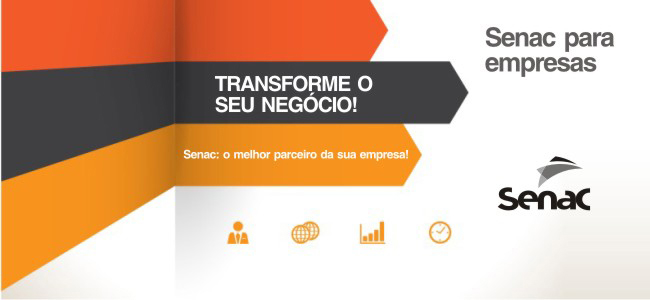 Senac para
empresas
TRANSFORME O
SEU NEGÓCIO!
Senac: o melhor parceiro da sua empresa!
Senac